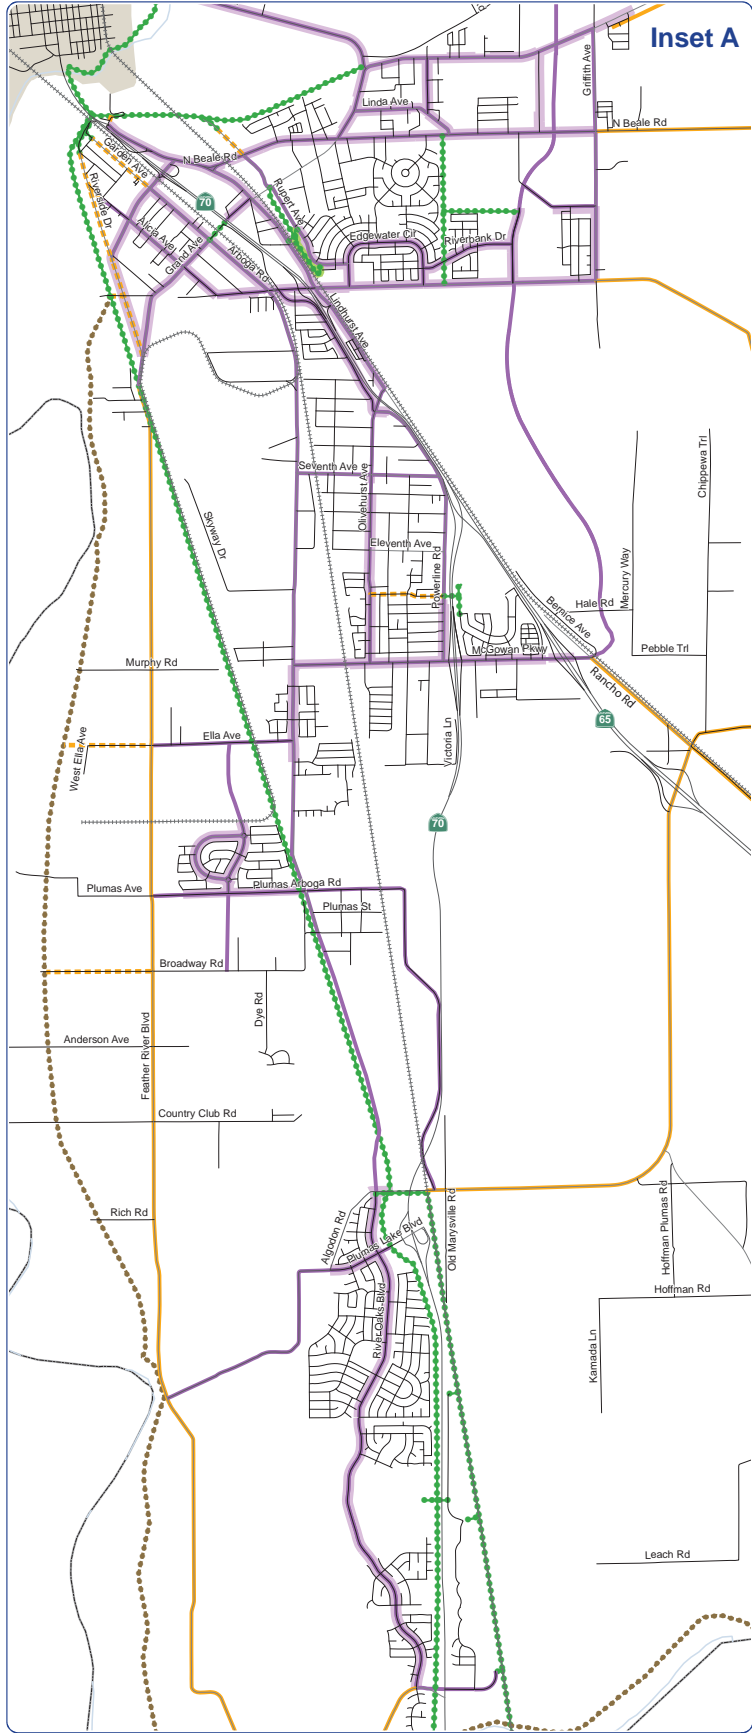 Inset A
Griffith Ave
Linda Ave
N Beale Rd
Garden Ave
N Beale Rd
Riverside Dr
Rupert Ave
70
Alicia Ave
Grand Ave
Edgewater Cir
Riverbank Dr
Arboga Rd
Lindhurst Ave
Seventh Ave
Olivehurst Ave
Chippewa Trl
Skyway Dr
Eleventh Ave
Powerline Rd
Mercury Way
Hale Rd
Bernice Ave
McGowan Pkwy
Pebble Trl
Murphy Rd
Rancho Rd
65
Ella Ave
West Ella Ave
Victoria Ln
70
Plumas Arboga Rd
Plumas Ave
Plumas St
Broadway Rd
Dye Rd
Anderson Ave
Feather River Blvd
Country Club Rd
Rich Rd
Algodon Rd
Plumas Lake Blvd
Old Marysville Rd
Hoffman Plumas Rd
Hoffman Rd
River Oaks Blvd
Kamada Ln
Leach Rd